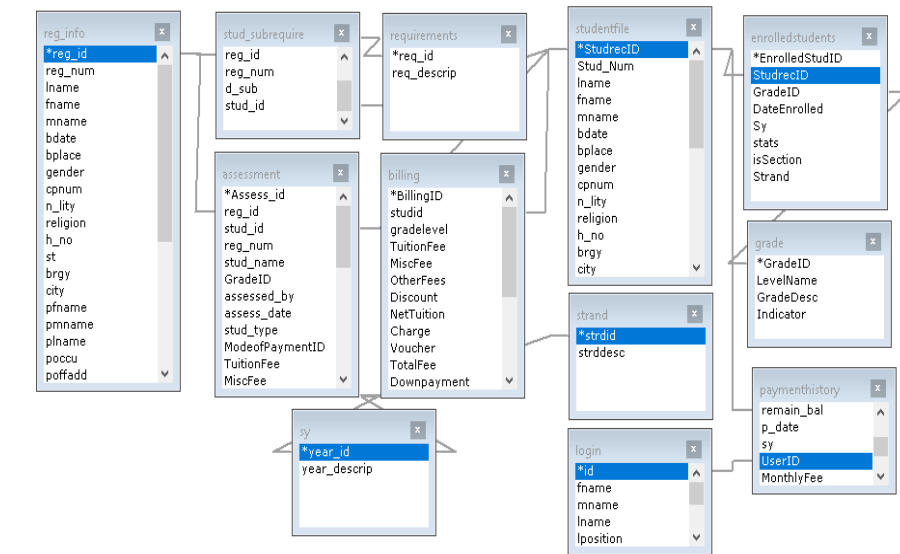 reg_info
*reg_id
reg_num
lname
fname
mname
bdate
bplace
gender
cpnum
n_lity
religion
h_no
st
brgy
city
pfname
pmname
plname
poccu
poffadd
stud_subrequire
reg_id
reg_num
d_sub
stud_id
requirements
*req_id
req_descrip
studentfile
*StudrecID
Stud_Num
lname
fname
mname
bdate
bplace
gender
cpnum
n_lity
religion
h_no
brgy
city
enrolledstudents
*EnrolledStudID
StudrecID
GradeID
DateEnrolled
Sy
stats
isSection
Strand
assessment
*Assess_id
reg_id
stud_id
reg_num
stud_name
GradeID
assessed_by
assess_date
stud_type
ModeofPaymentID
TuitionFee
MiscFee
billing
*BillingID
studid
gradelevel
TuitionFee
MiscFee
OtherFees
Discount
NetTuition
Charge
Voucher
TotalFee
Downpayment
grade
*GradeID
LevelName
GradeDesc
Indicator
strand
*strdid
strddesc
paymenthistory
remain_bal
p_date
sy
UserID
MonthlyFee
sy
*year_id
year_descrip
login
*id
fname
mname
lname
lposition